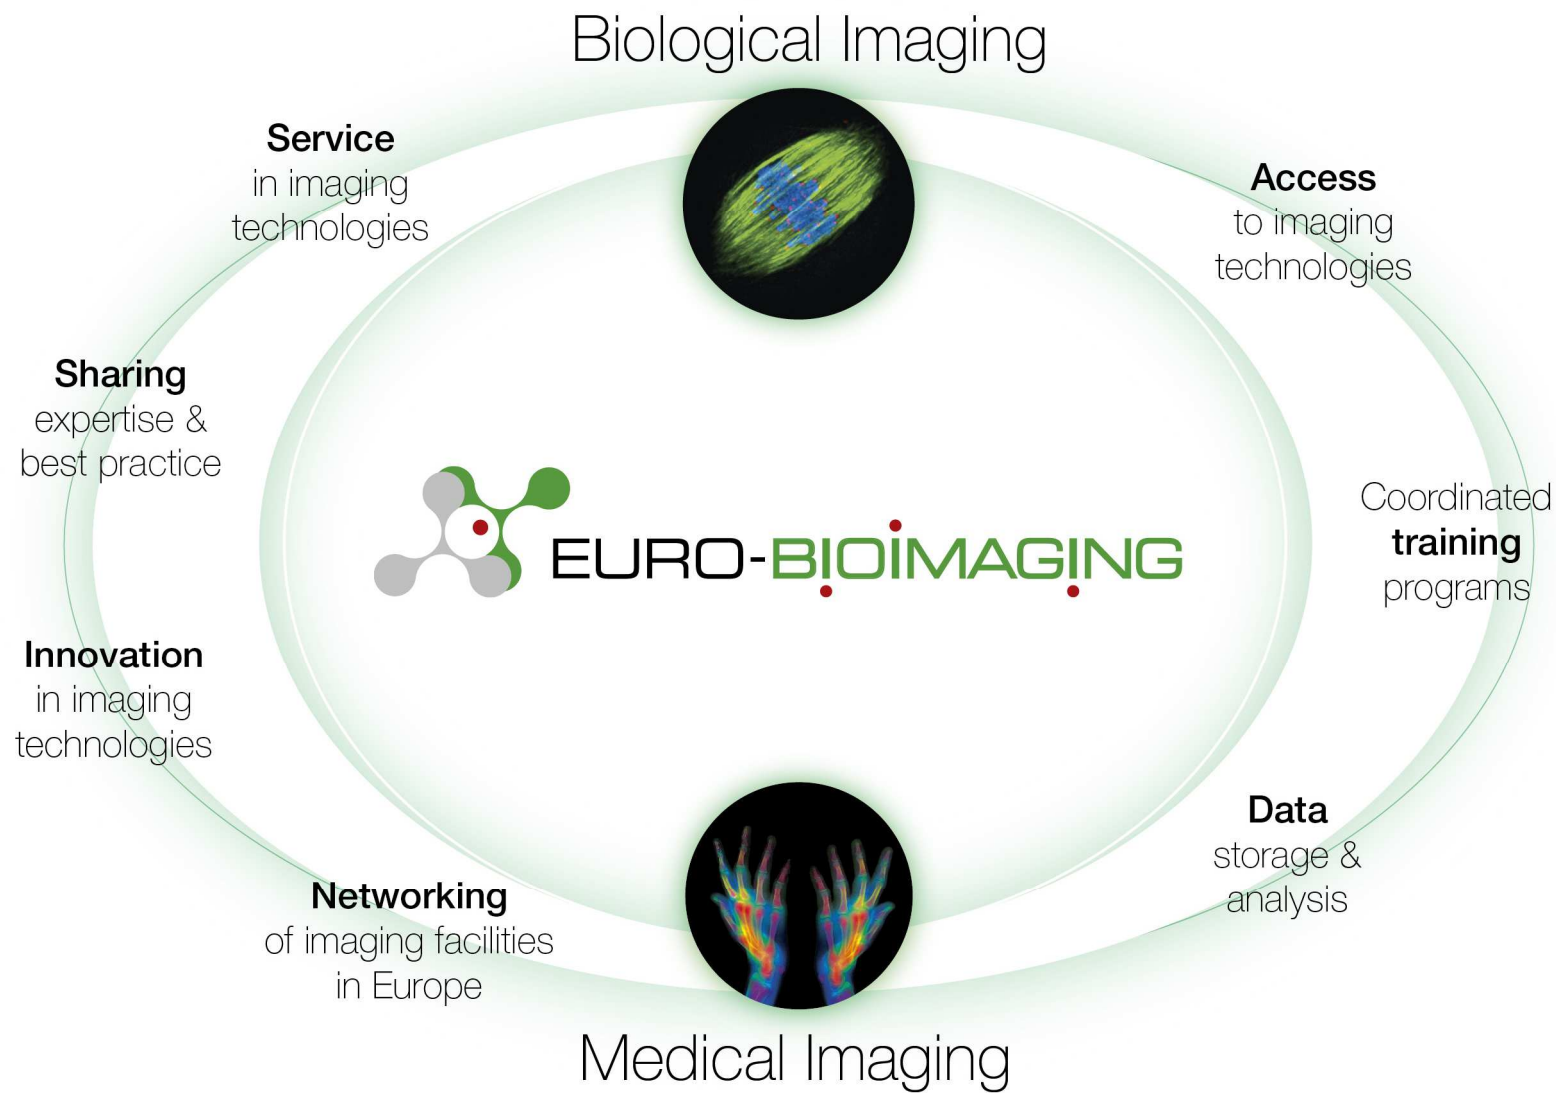 Biological Imaging
Service
in imaging
technologies
Access
to imaging
technologies
Sharing
expertise &
best practice
Coordinated
training
programs
EURO-BIOIMAGING
Innovation
in imaging
technologies
Data
storage &
analysis
Networking
of imaging facilities
in Europe
Medical Imaging